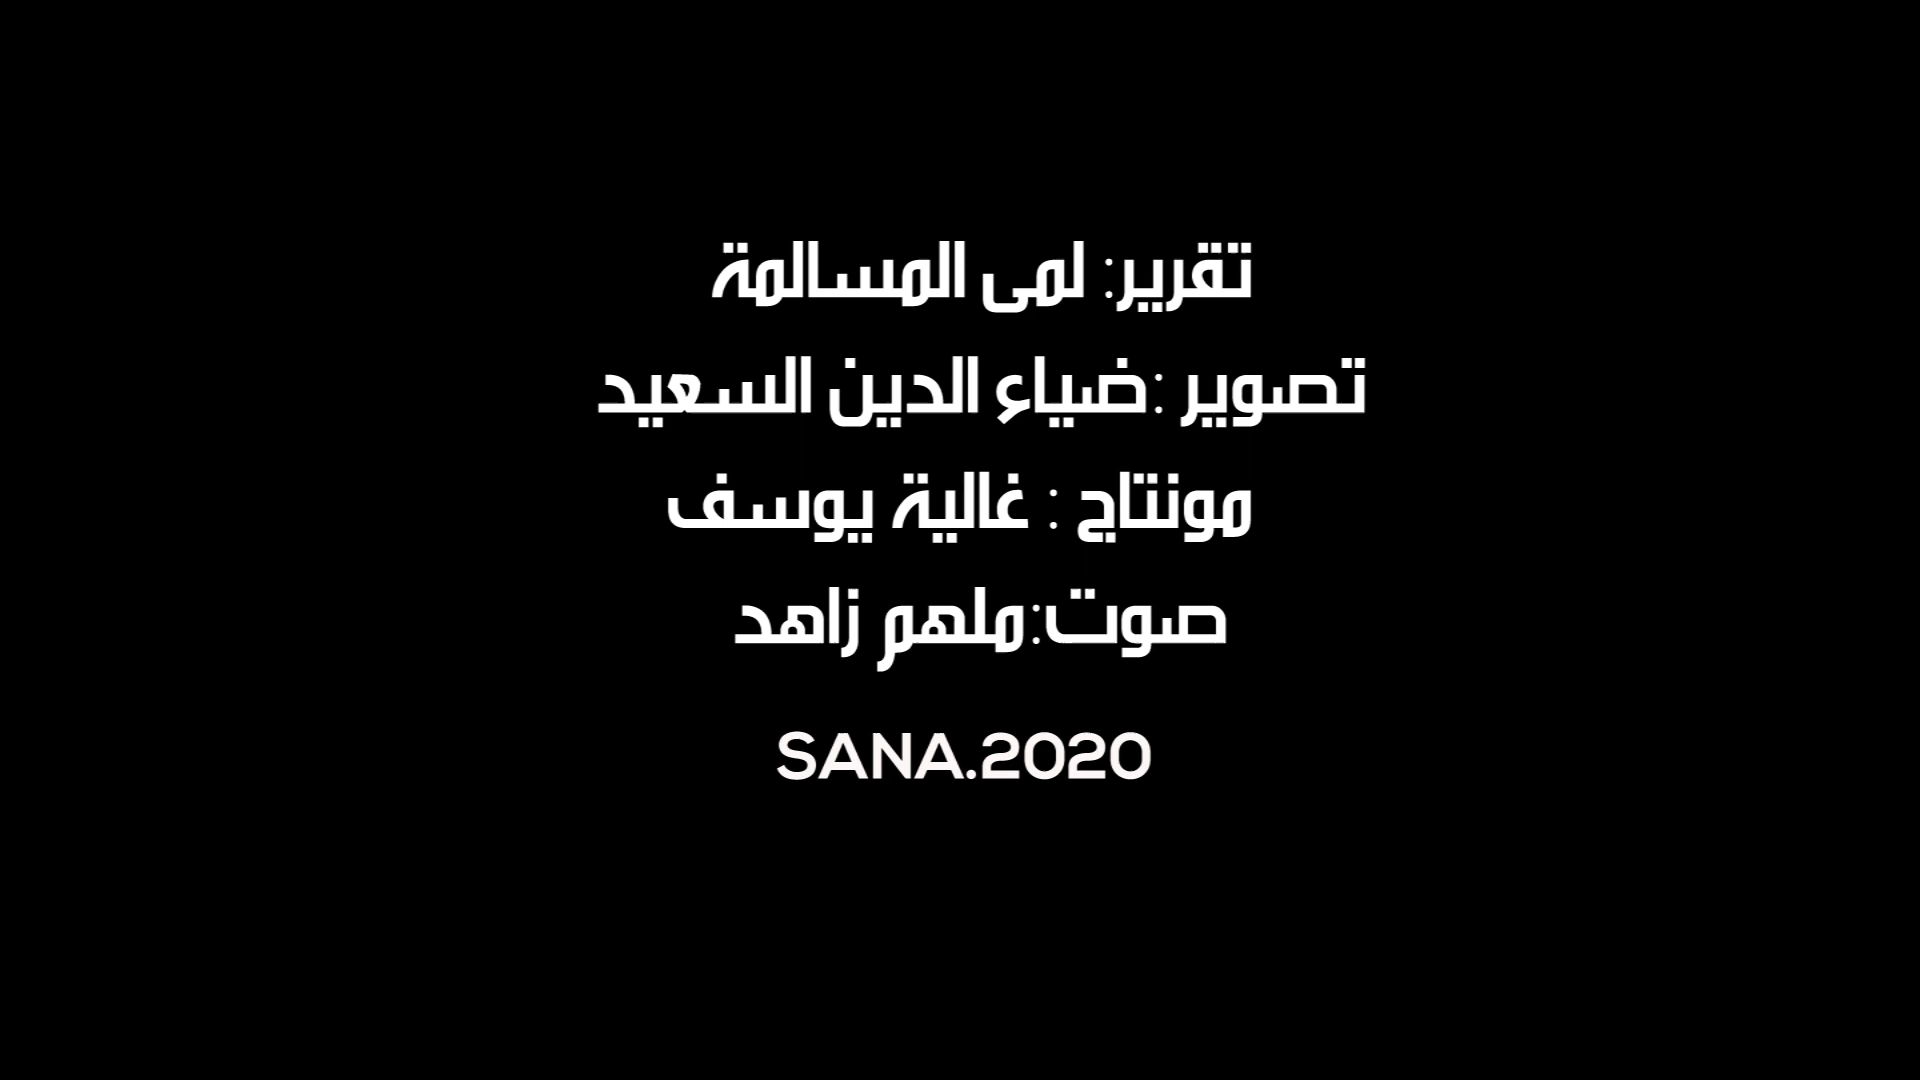 تقرير: لمى المسالمة
تصوير :ضياء الدين السعيد
مونتاج : غالية يوسف
صوت:ملهم زاهد
SANA.2020